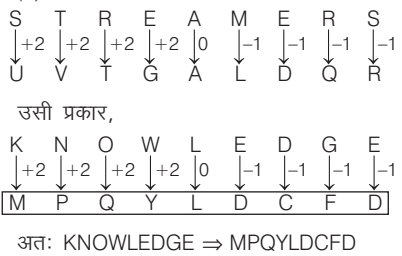 S T R E A M E R S
+2 +2 +2 +2 0 –1 –1 –1 –1
U V T G A L D Q R
उसी प्रकार,
K N O W L E D G E
+2 +2 +2 +2 0 –1 –1 –1 –1
M P Q Y L D C F D
अतः KNOWLEDGE ⇒ MPQYLDCFD